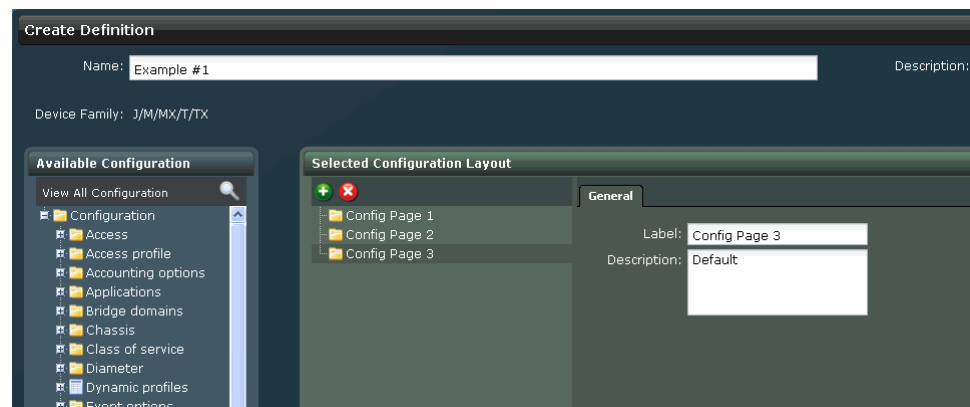 Create Definition
Name: Example #1
Description:
Device Family: J/M/MX/T/TX
Available Configuration
View All Configuration
Configuration
Access
Access profile
Accounting options
Applications
Bridge domains
Chassis
Class of service
Diameter
Dynamic profiles
Event options
Selected Configuration Layout
Config Page 1
Config Page 2
Config Page 3
General
Label: Config Page 3
Description: Default